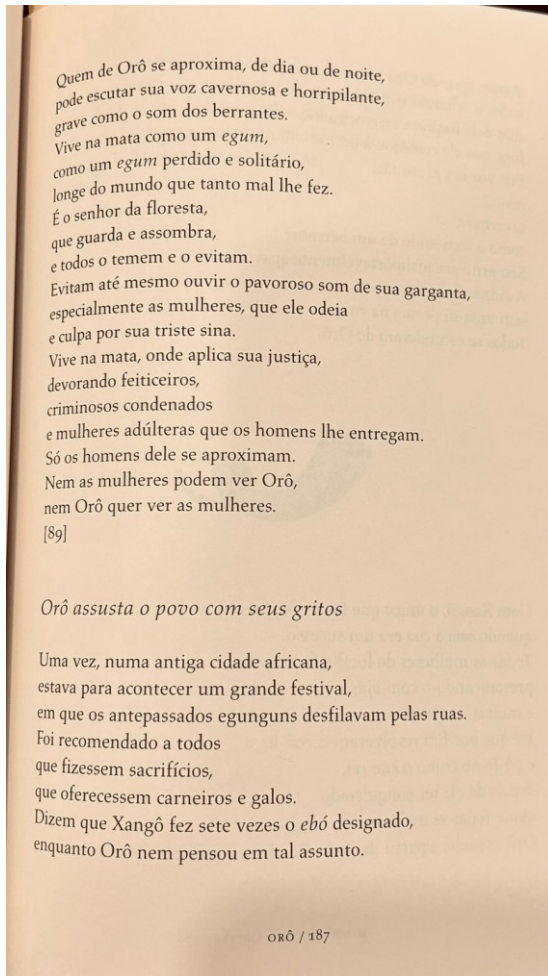 Quem de Orô se aproxima, de dia ou de noite,
pode escutar sua voz cavernosa e horripilante,
grave como o som dos berrantes.
Vive na mata como um egum,
como um egum perdido e solitário,
longe do mundo que tanto mal lhe fez.
É o senhor da floresta,
que guarda e assombra,
e todos o temem e o evitam.
Evitam até mesmo ouvir o pavoroso som de sua garganta,
especialmente as mulheres, que ele odeia
e culpa por sua triste sina.
Vive na mata, onde aplica sua justiça,
devorando feiticeiros,
criminosos condenados
e mulheres adúlteras que os homens lhe entregam.
Só os homens dele se aproximam.
Nem as mulheres podem ver Orô,
nem Orô quer ver as mulheres.
[89]
Orô assusta o povo com seus gritos
Uma vez, numa antiga cidade africana,
estava para acontecer um grande festival,
em que os antepassados egunguns desfilavam pelas ruas.
Foi recomendado a todos
que fizessem sacrifícios,
que oferecessem carneiros e galos.
Dizem que Xangô fez sete vezes o ebó designado,
enquanto Orô nem pensou em tal assunto.
ORÔ / 187